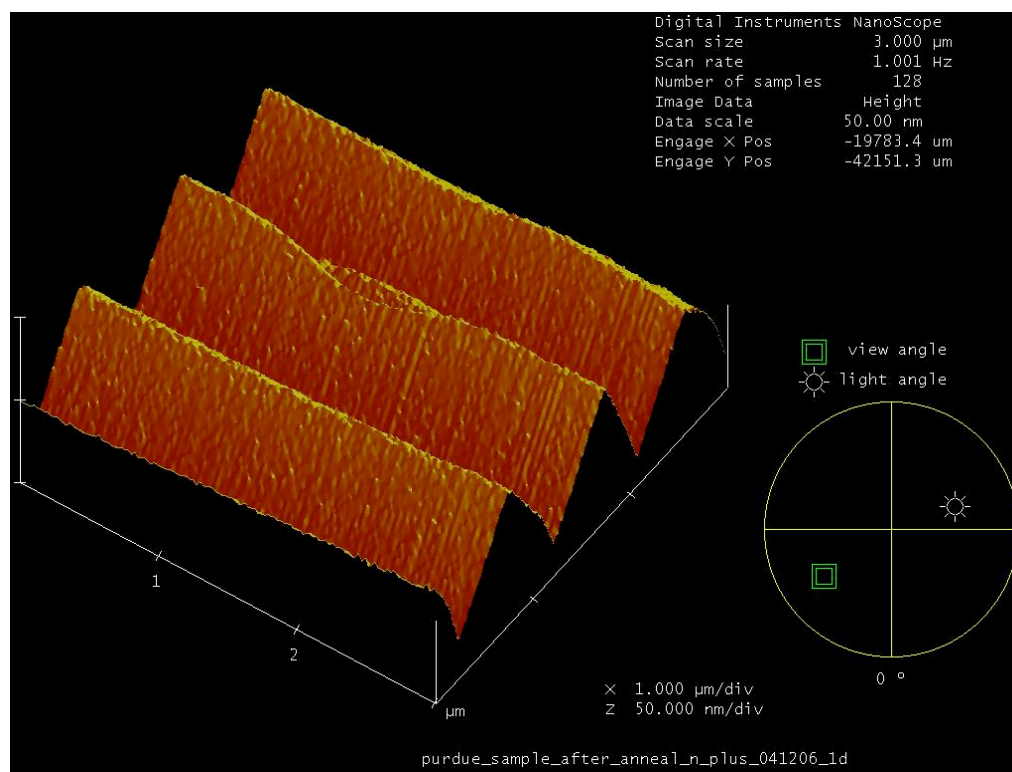 Digital Instruments NanoScope
Scan size 3.000 µm
Scan rate 1.001 Hz
Number of samples 128
Image Data Height
Data scale 50.00 nm
Engage X Pos -19783.4 um
Engage Y Pos -42151.3 um
view angle
light angle
1
2
µm
0 º
X 1.000 µm/div
Z 50.000 nm/div
purdue_sample_after_anneal_n_plus_041206_1d